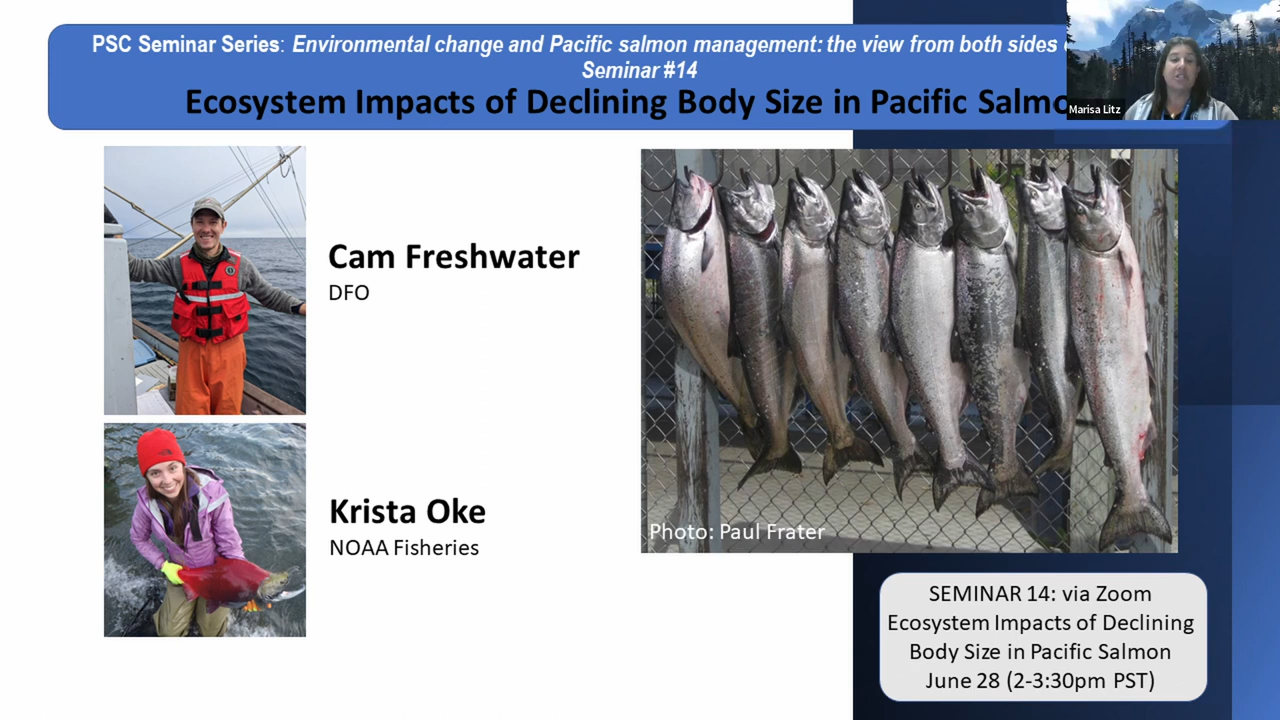 PSC Seminar Series: Environmental change and Pacific salmon management: the view from both sides
Seminar #14
Ecosystem Impacts of Declining Body Size in Pacific Salmo
Marisa Litz
Cam Freshwater
DFO
Krista Oke
NOAA Fisheries
Photo: Paul Frater
SEMINAR 14: via Zoom
Ecosystem Impacts of Declining
Body Size in Pacific Salmon
June 28 (2-3:30pm PST)